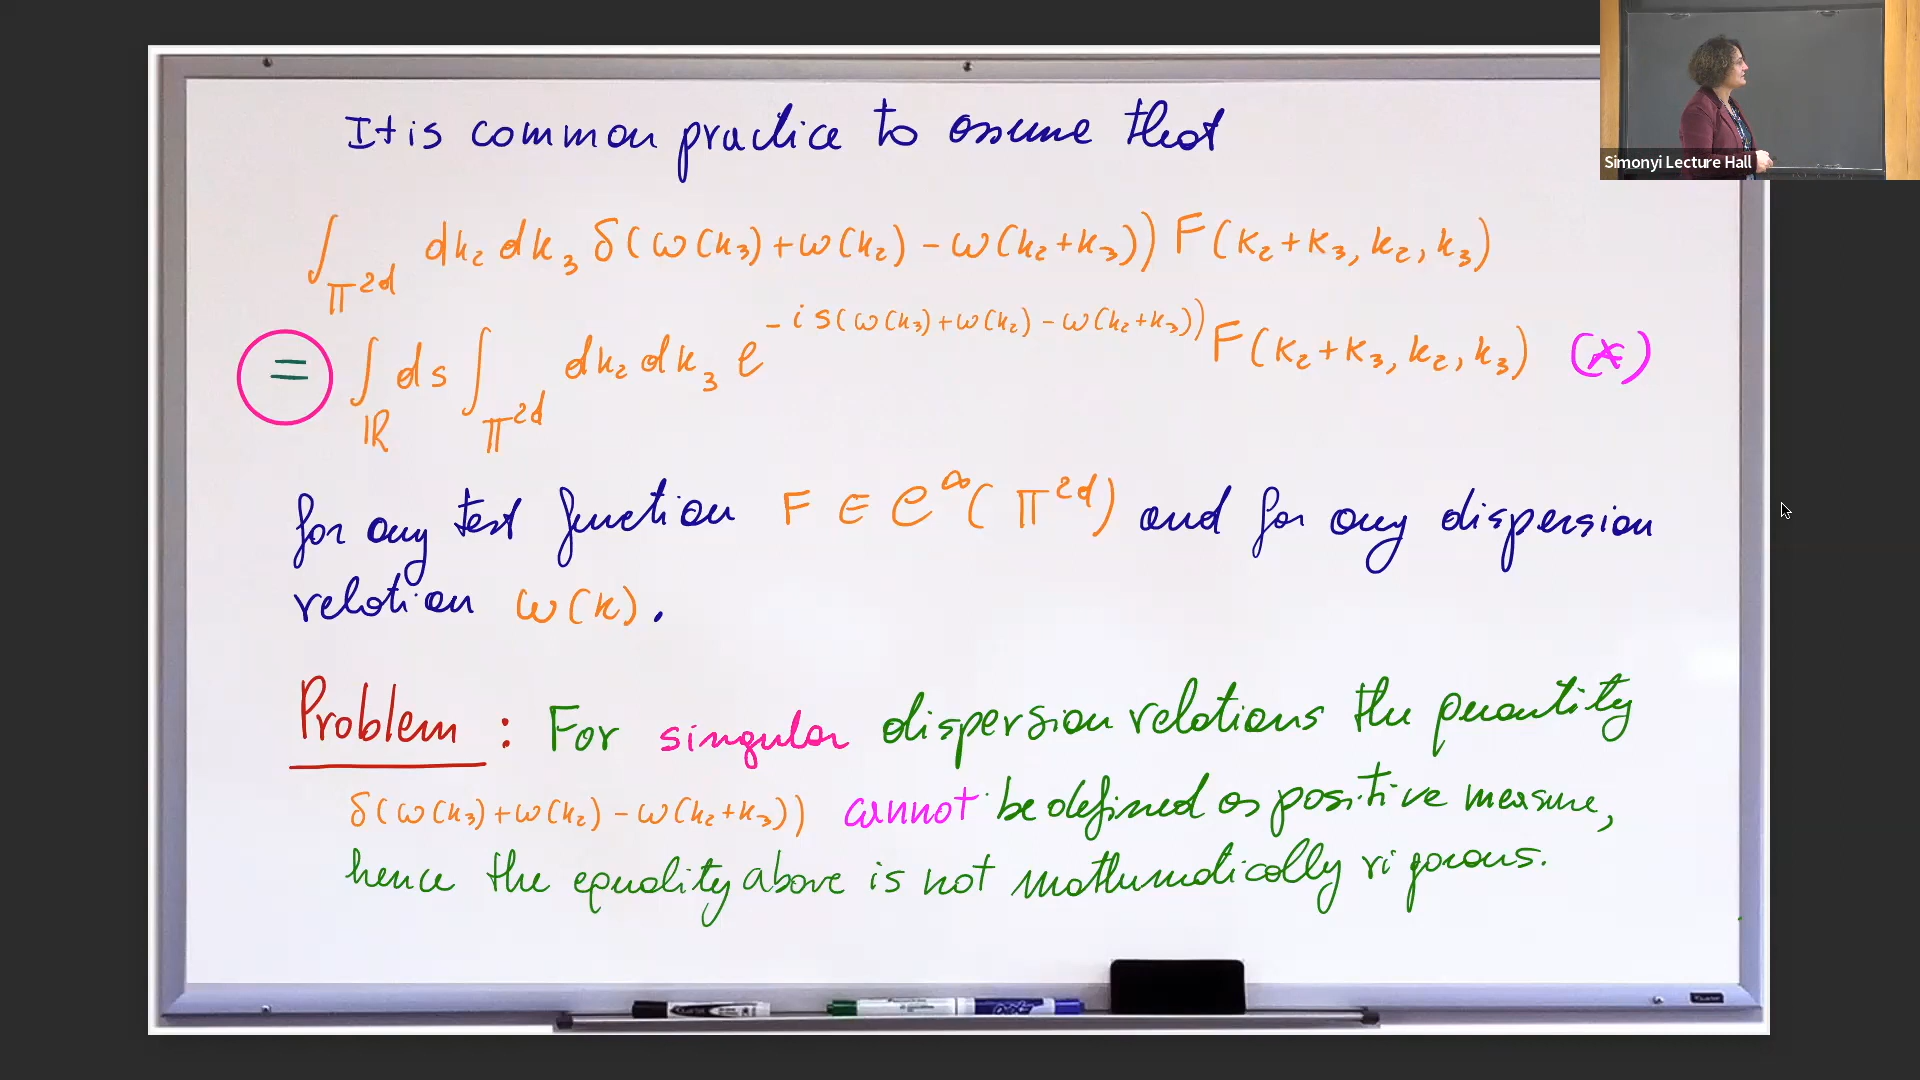 It is common practice to assume that
∫_{𝕋^{2d}} dk₂ dk₃ δ(ω(k₃)+ω(k₂)−ω(k₂+k₃)) F(k₂+k₃, k₂, k₃)
= ∫_ℝ ds ∫_{𝕋^{2d}} dk₂ dk₃ e^{−is(ω(k₃)+ω(k₂)−ω(k₂+k₃))} F(k₂+k₃, k₂, k₃) (*)
for any test function F ∈ C^∞(𝕋^{2d}) and for any dispersion
relation ω(k).
Problem : For singular dispersion relations the quantity
δ(ω(k₃)+ω(k₂)−ω(k₂+k₃)) cannot be defined as positive measure,
hence the equality above is not mathematically rigorous.
Simonyi Lecture Hall